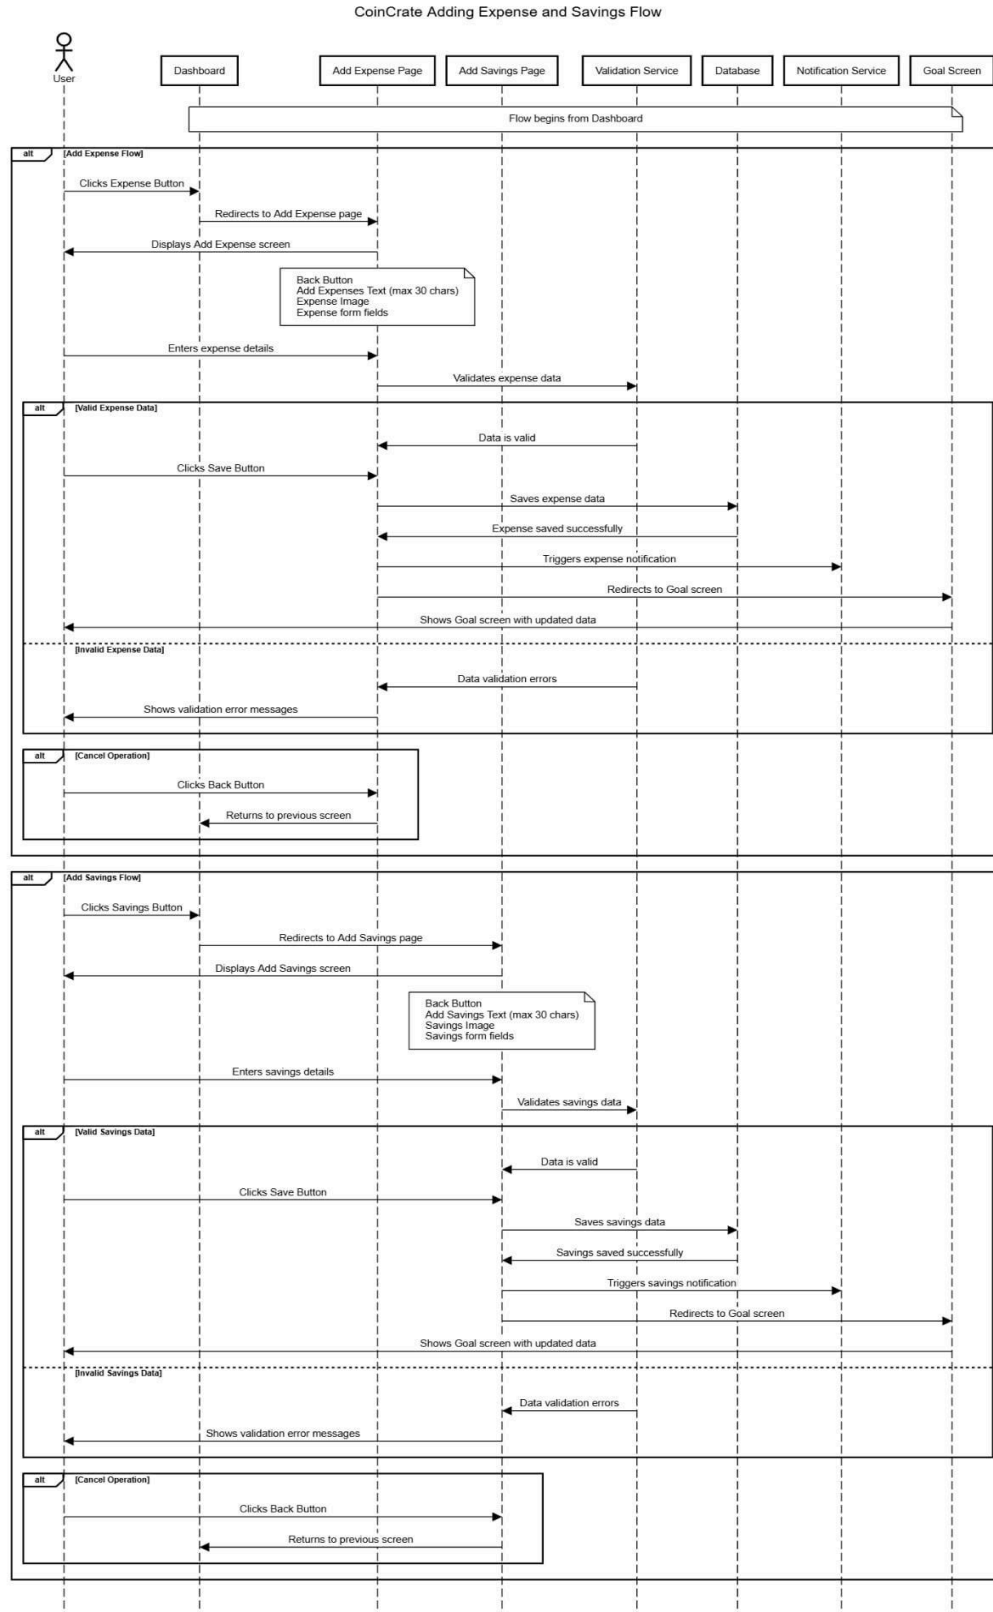 CoinCrate Adding Expense and Savings Flow
User
Dashboard
Add Expense Page
Add Savings Page
Validation Service
Database
Notification Service
Goal Screen
Flow begins from Dashboard
alt
[Add Expense Flow]
Clicks Expense Button
Redirects to Add Expense page
Displays Add Expense screen
Back Button
Add Expenses Text (max 30 chars)
Expense Image
Expense form fields
Enters expense details
Validates expense data
alt
[Valid Expense Data]
Data is valid
Clicks Save Button
Saves expense data
Expense saved successfully
Triggers expense notification
Redirects to Goal screen
Shows Goal screen with updated data
[Invalid Expense Data]
Data validation errors
Shows validation error messages
alt
[Cancel Operation]
Clicks Back Button
Returns to previous screen
alt
[Add Savings Flow]
Clicks Savings Button
Redirects to Add Savings page
Displays Add Savings screen
Back Button
Add Savings Text (max 30 chars)
Savings Image
Savings form fields
Enters savings details
Validates savings data
alt
[Valid Savings Data]
Data is valid
Clicks Save Button
Saves savings data
Savings saved successfully
Triggers savings notification
Redirects to Goal screen
Shows Goal screen with updated data
[Invalid Savings Data]
Data validation errors
Shows validation error messages
alt
[Cancel Operation]
Clicks Back Button
Returns to previous screen